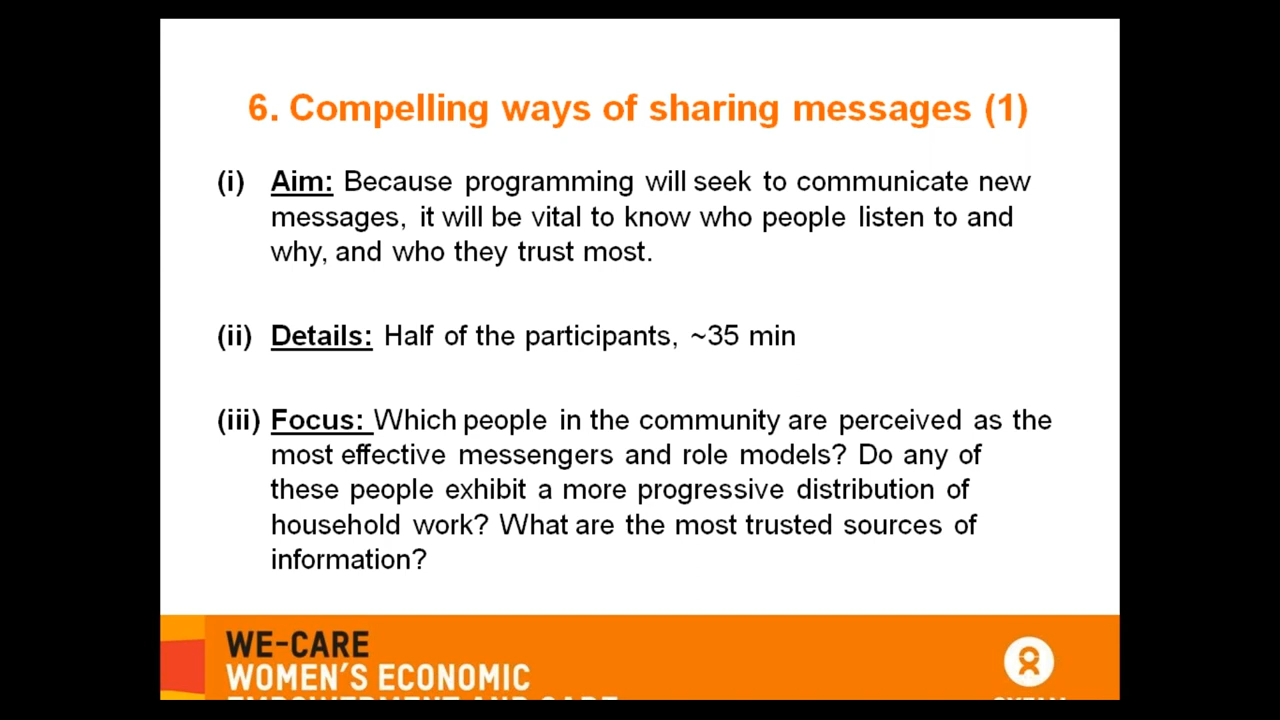 6. Compelling ways of sharing messages (1)
(i) Aim: Because programming will seek to communicate new
messages, it will be vital to know who people listen to and
why, and who they trust most.
(ii) Details: Half of the participants, ~35 min
(iii) Focus: Which people in the community are perceived as the
most effective messengers and role models? Do any of
these people exhibit a more progressive distribution of
household work? What are the most trusted sources of
information?
WE-CARE
WOMEN'S ECONOMIC
EMPOWERMENT AND CARE
OXFAM